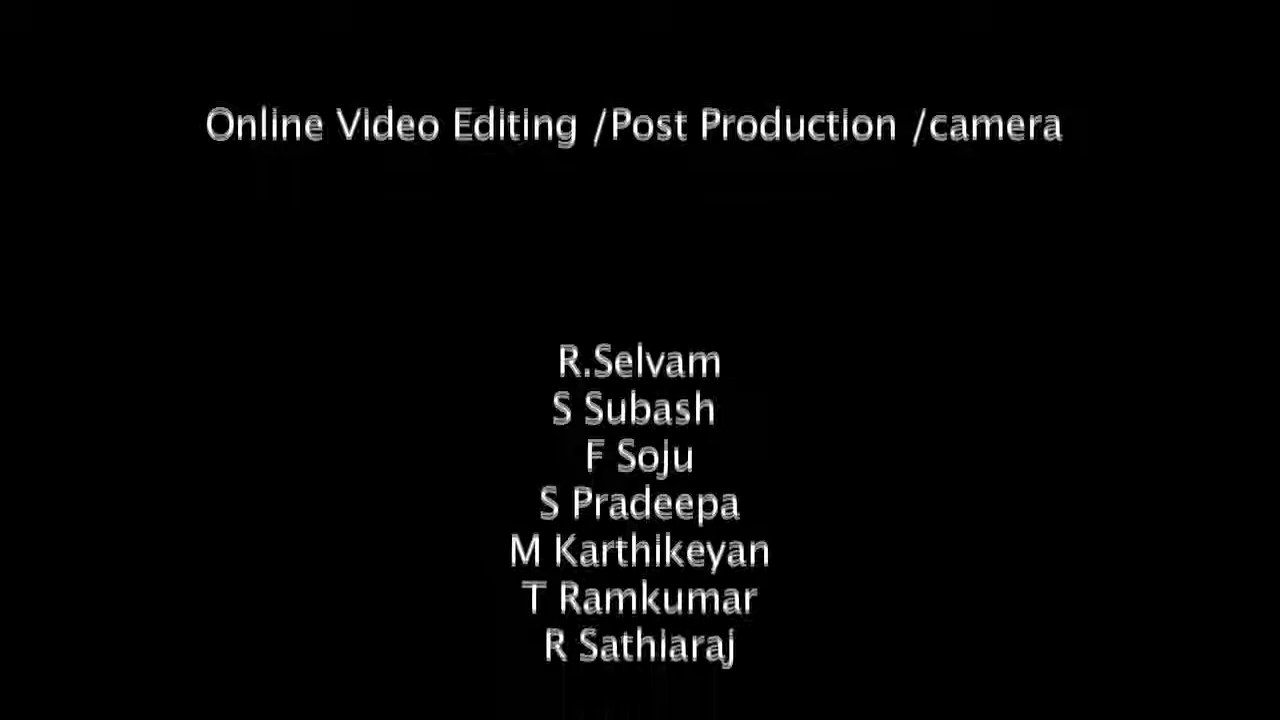 Online Video Editing /Post Production /camera
R.Selvam
S Subash
F Soju
S Pradeepa
M Karthikeyan
T Ramkumar
R Sathiaraj